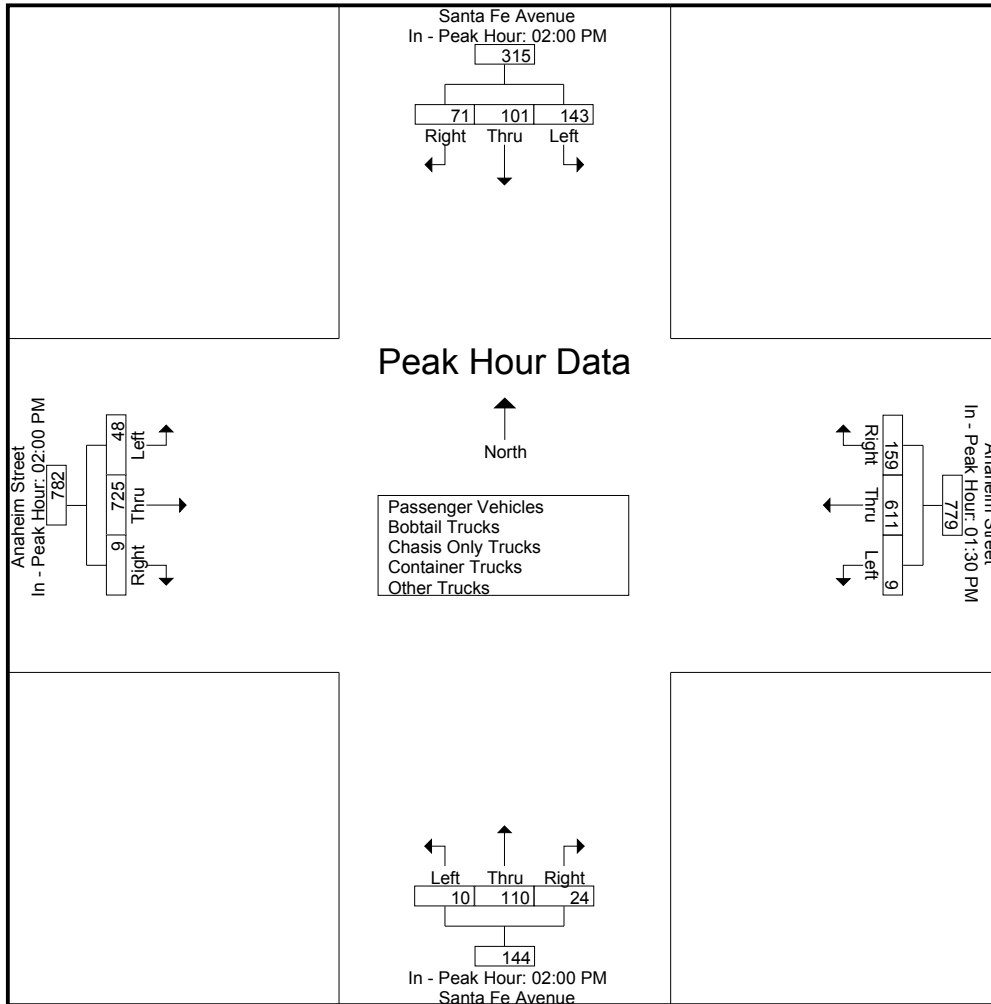 Santa Fe Avenue
In - Peak Hour: 02:00 PM
315
71 101 143
Right Thru Left
Peak Hour Data
North
Anaheim Street
In - Peak Hour: 02:00 PM
782
48 725 9
Left Thru Right
Passenger Vehicles
Bobtail Trucks
Chasis Only Trucks
Container Trucks
Other Trucks
Anaheim Street
In - Peak Hour: 01:30 PM
779
159 611 9
Right Thru Left
Left Thru Right
10 110 24
144
In - Peak Hour: 02:00 PM
Santa Fe Avenue